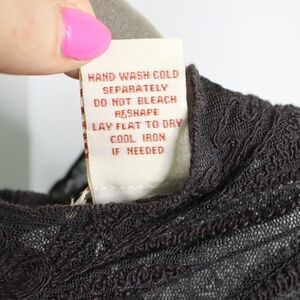 HAND WASH COLD
SEPARATELY
DO NOT BLEACH
RESHAPE
LAY FLAT TO DRY
COOL IRON
IF NEEDED